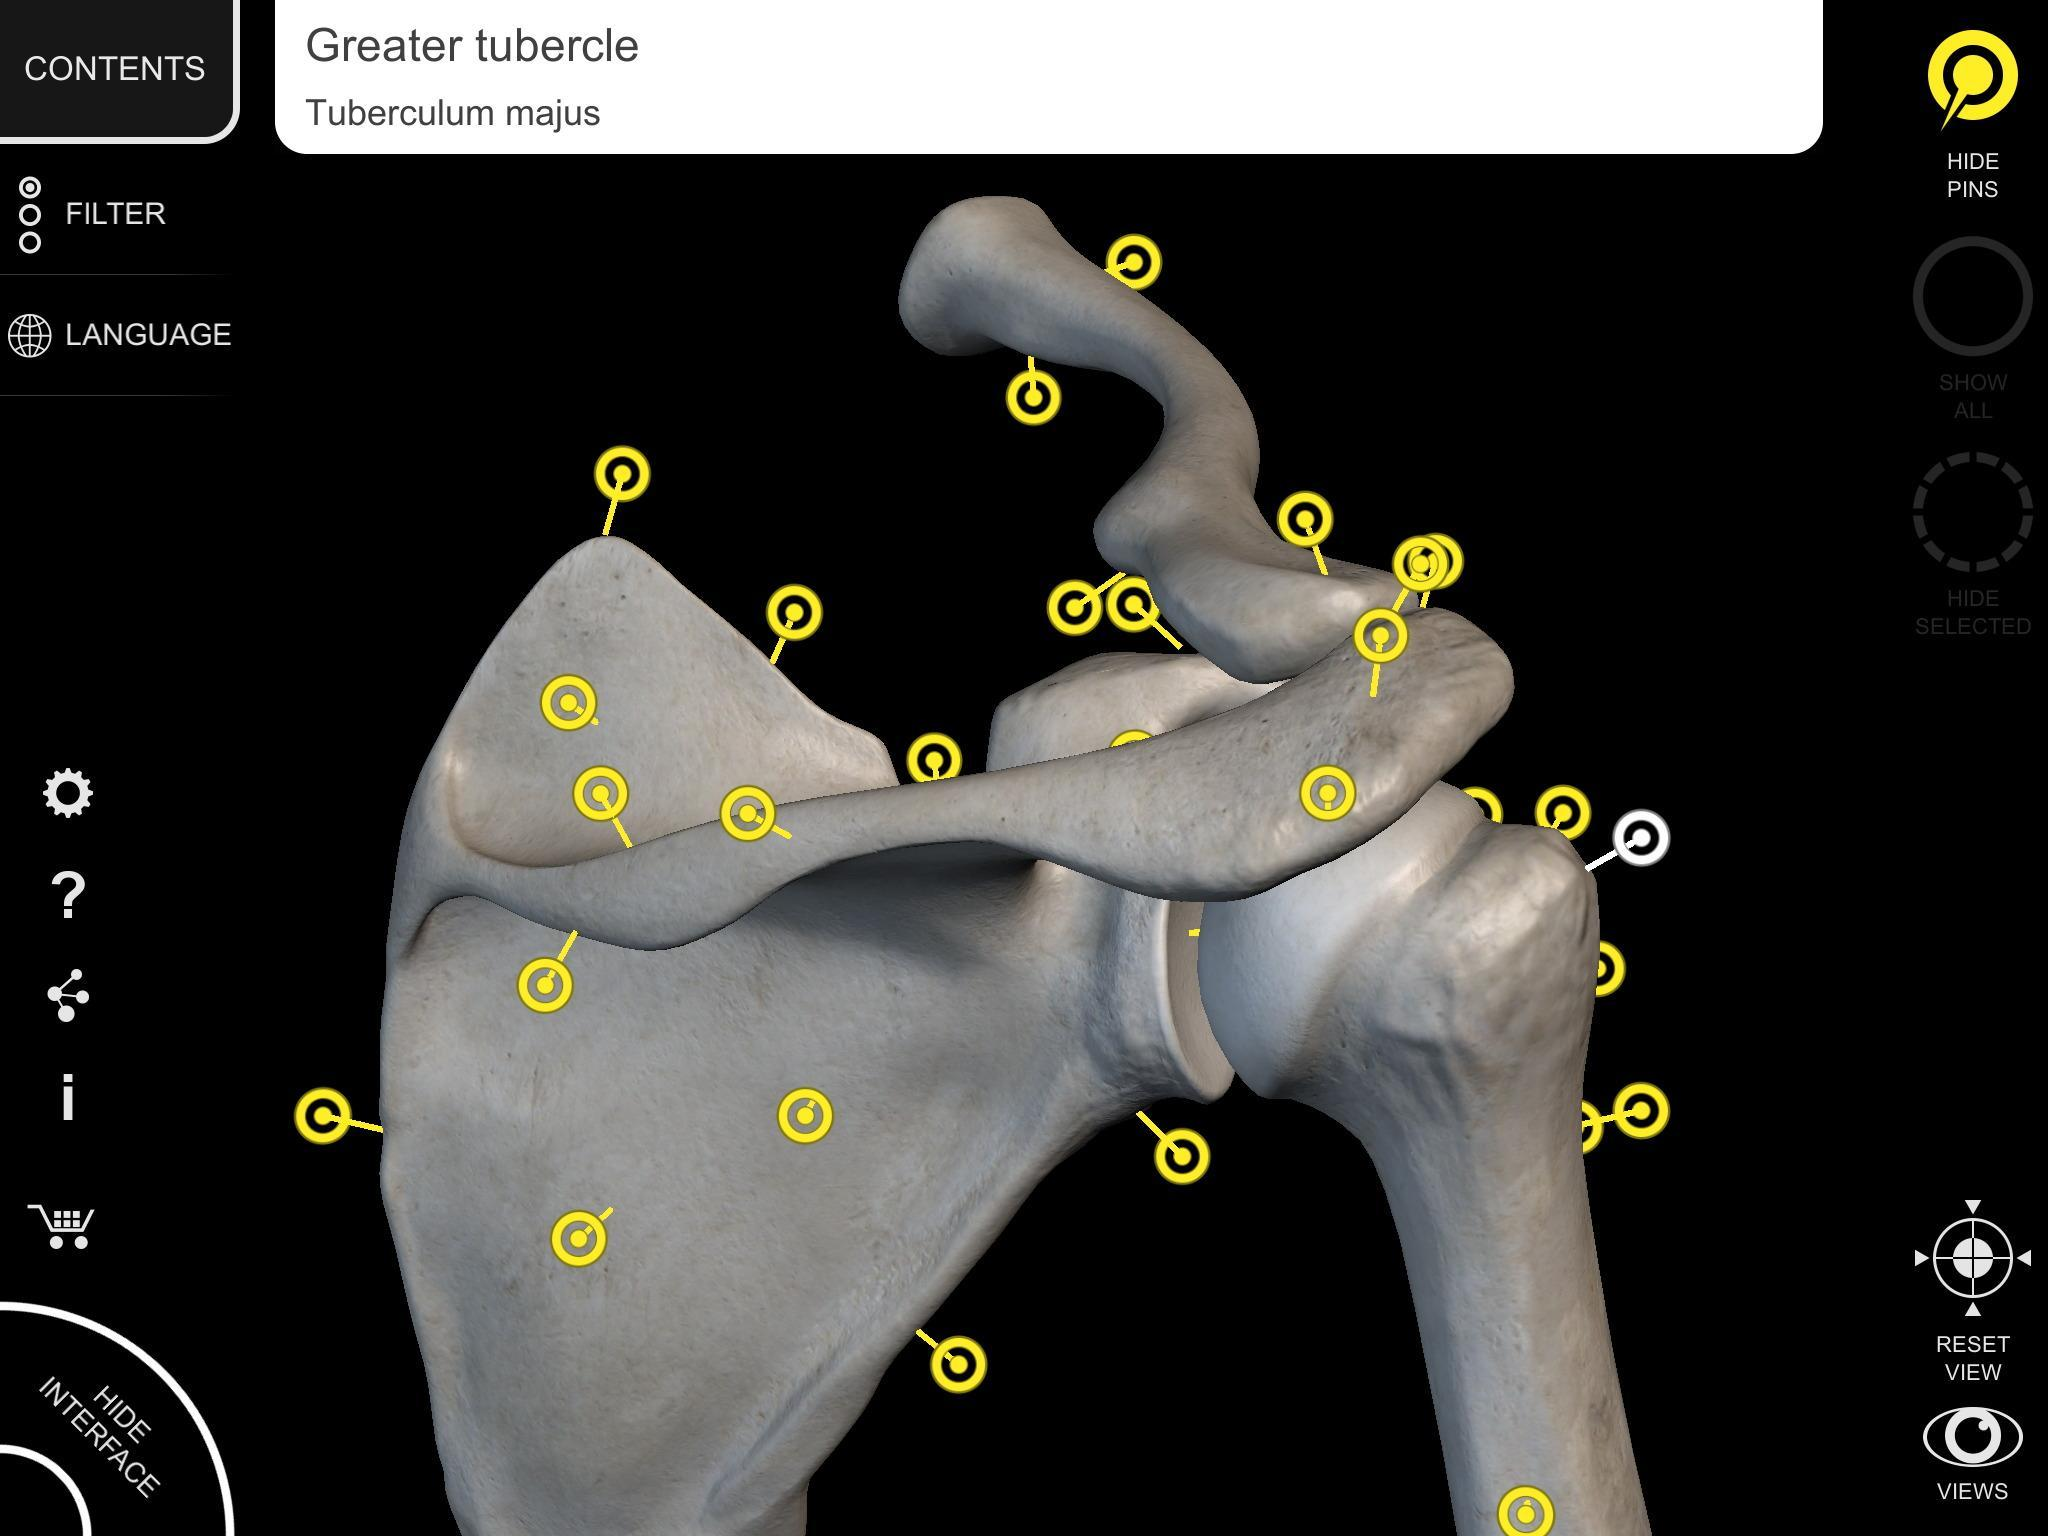 CONTENTS
Greater tubercle
Tuberculum majus
FILTER
LANGUAGE
?
i
HIDE
INTERFACE
HIDE
PINS
SHOW
ALL
HIDE
SELECTED
RESET
VIEW
VIEWS